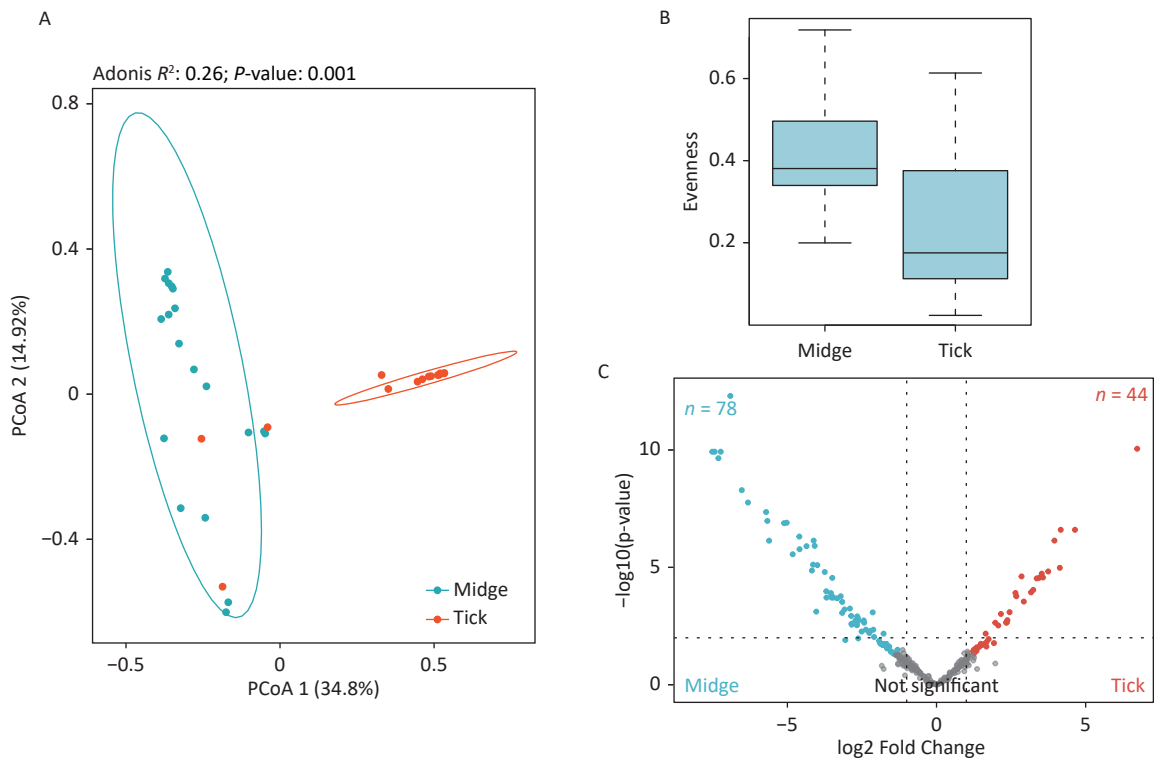 A
Adonis R²: 0.26; P-value: 0.001
0.8
0.4
0
−0.4
PCoA 2 (14.92%)
Midge
Tick
−0.5
0
0.5
PCoA 1 (34.8%)
B
0.6
0.4
0.2
Evenness
Midge
Tick
C
n = 78
n = 44
10
5
0
−log10(p-value)
Midge
Not significant
Tick
−5
0
5
log2 Fold Change